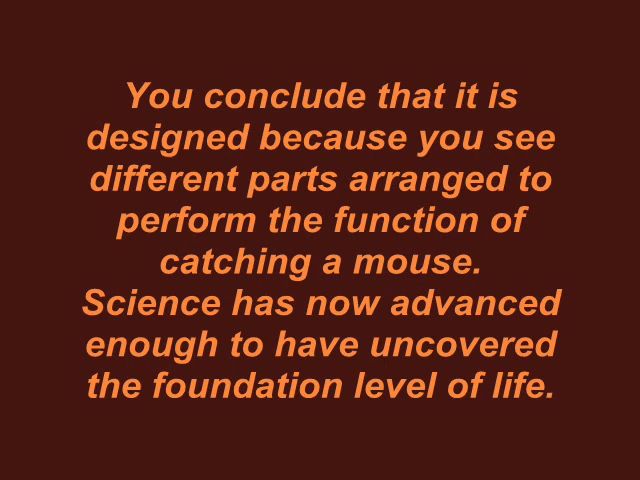 You conclude that it is
designed because you see
different parts arranged to
perform the function of
catching a mouse.
Science has now advanced
enough to have uncovered
the foundation level of life.